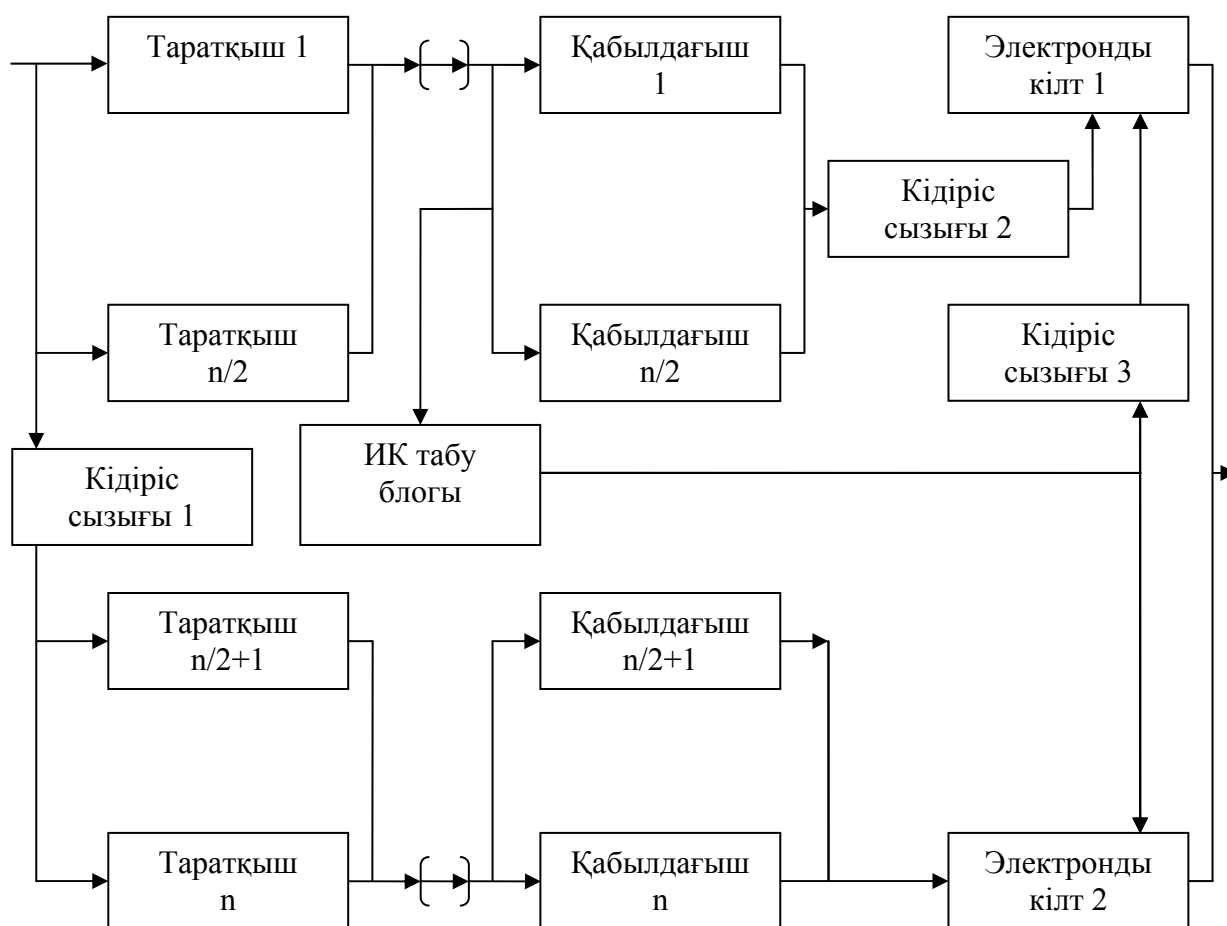 Таратқыш 1
Қабылдағыш
1
Электронды
кілт 1
Кідіріс
сызығы 2
Таратқыш
n/2
Қабылдағыш
n/2
Кідіріс
сызығы 3
Кідіріс
сызығы 1
ИК табу
блогы
Таратқыш
n/2+1
Қабылдағыш
n/2+1
Таратқыш
n
Қабылдағыш
n
Электронды
кілт 2